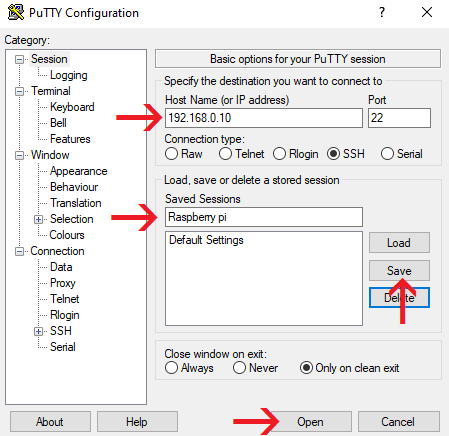 PuTTY Configuration
? ×
Category:
Session
Logging
Terminal
Keyboard
Bell
Features
Window
Appearance
Behaviour
Translation
Selection
Colours
Connection
Data
Proxy
Telnet
Rlogin
SSH
Serial
Basic options for your PuTTY session
Specify the destination you want to connect to
Host Name (or IP address) Port
192.168.0.10 22
Connection type:
Raw Telnet Rlogin SSH Serial
Load, save or delete a stored session
Saved Sessions
Raspberry pi
Default Settings
Load
Save
Delete
Close window on exit:
Always Never Only on clean exit
About Help Open Cancel